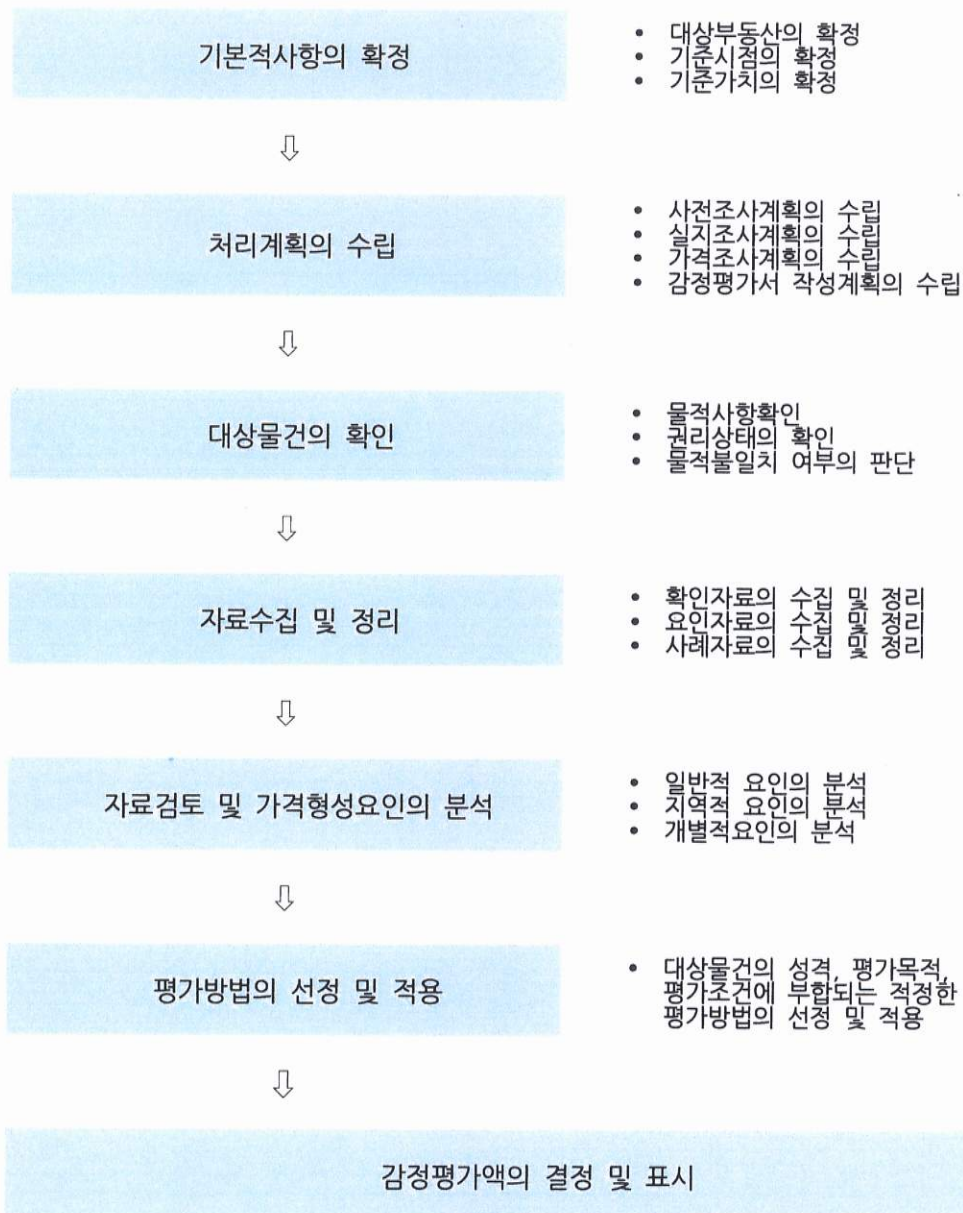 기본적사항의 확정
• 대상부동산의 확정
• 기준시점의 확정
• 기준가치의 확정
⇩
처리계획의 수립
• 사전조사계획의 수립
• 실지조사계획의 수립
• 가격조사계획의 수립
• 감정평가서 작성계획의 수립
⇩
대상물건의 확인
• 물적사항확인
• 권리상태의 확인
• 물적불일치 여부의 판단
⇩
자료수집 및 정리
• 확인자료의 수집 및 정리
• 요인자료의 수집 및 정리
• 사례자료의 수집 및 정리
⇩
자료검토 및 가격형성요인의 분석
• 일반적 요인의 분석
• 지역적 요인의 분석
• 개별적요인의 분석
⇩
평가방법의 선정 및 적용
• 대상물건의 성격, 평가목적,
평가조건에 부합되는 적정한
평가방법의 선정 및 적용
⇩
감정평가액의 결정 및 표시